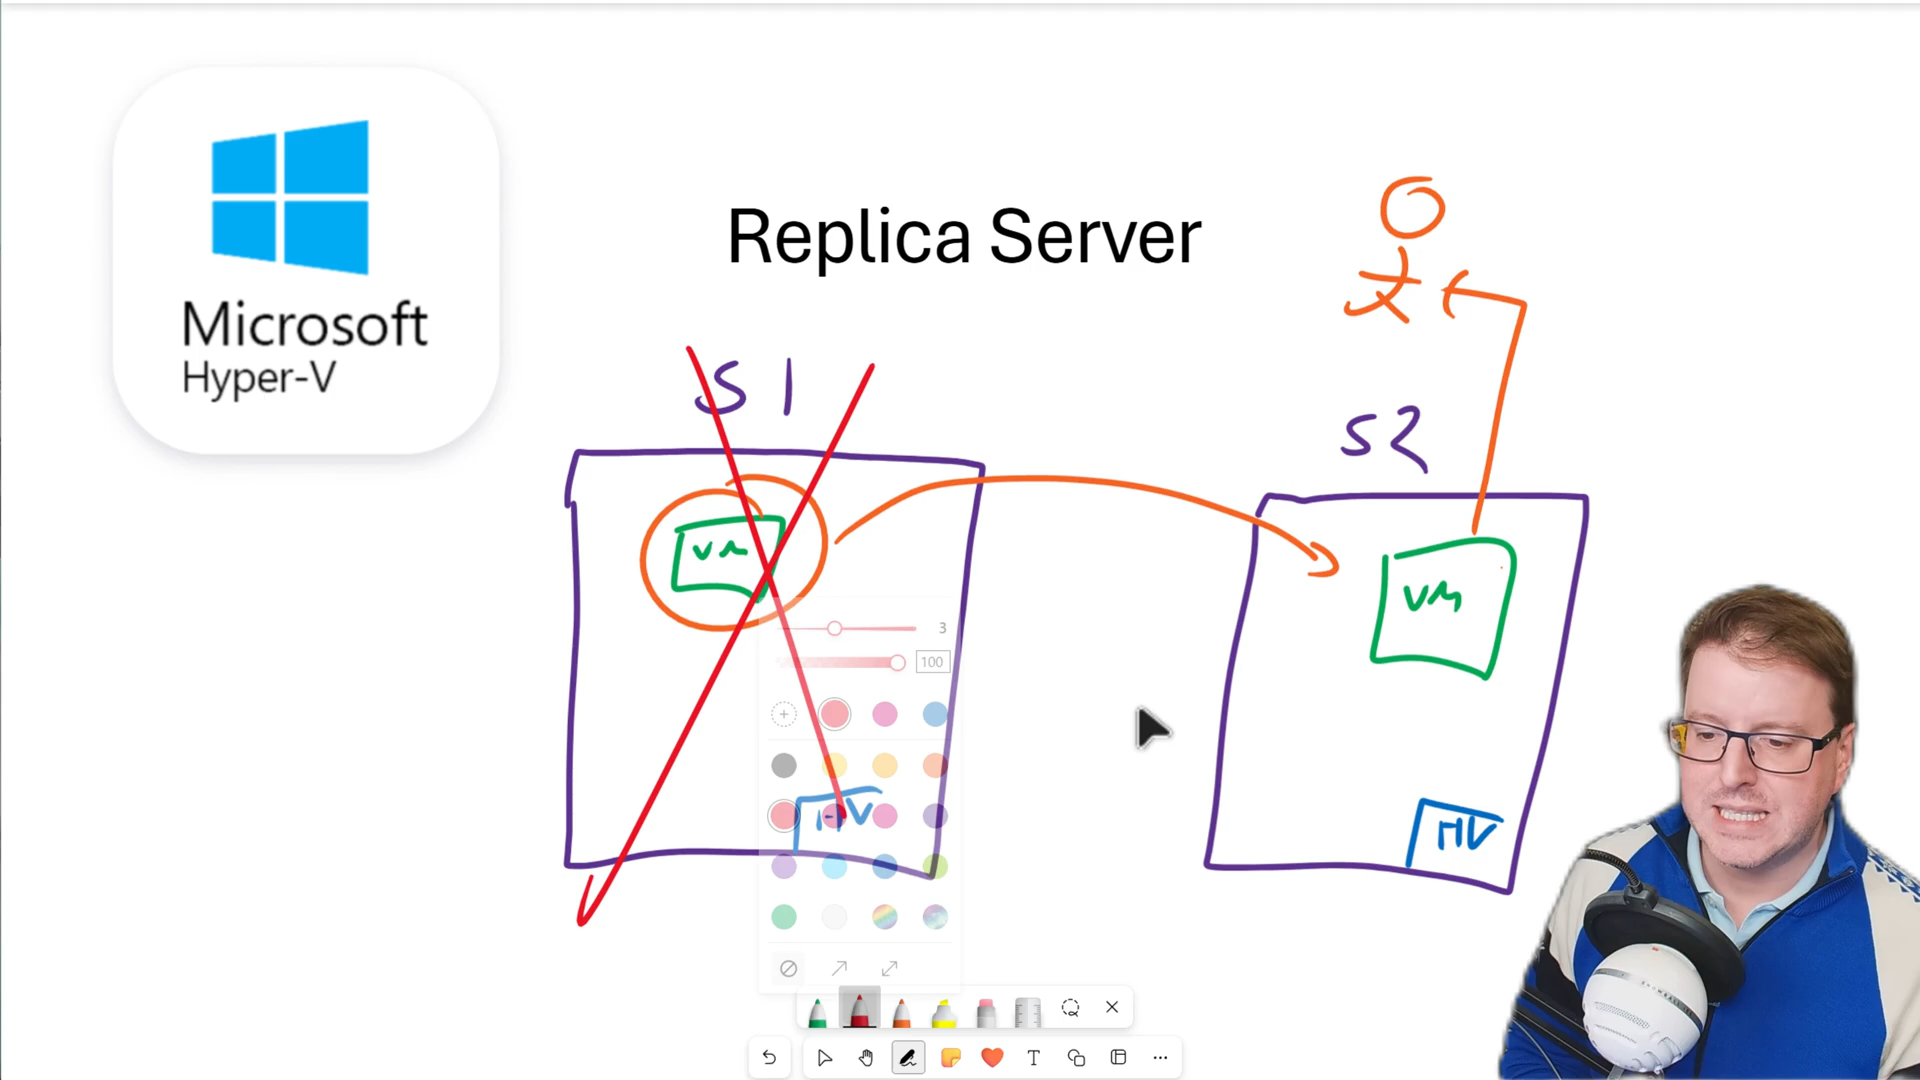 Microsoft
Hyper-V
Replica Server
S1
S2
VM
VM
3
100
HV
HV
T